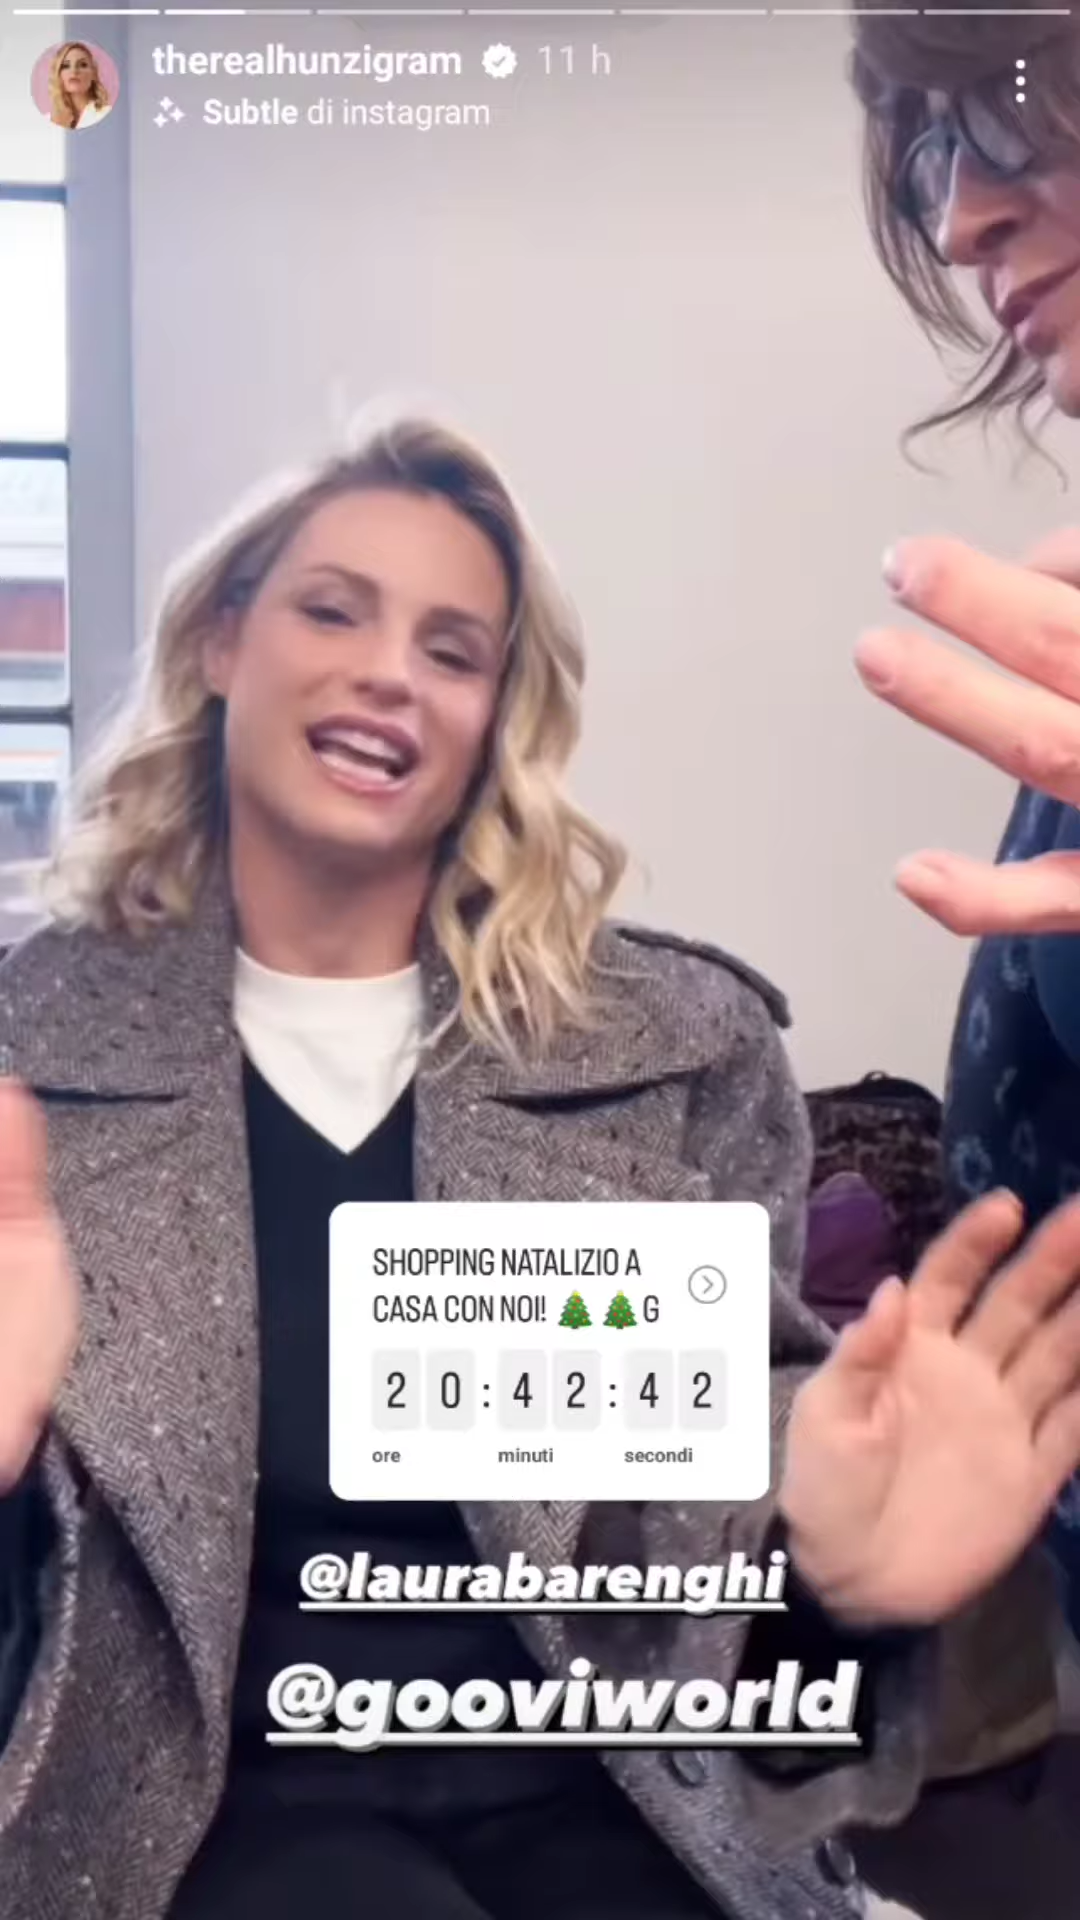 therealhunzigram 11 h
Subtle di instagram
SHOPPING NATALIZIO A
CASA CON NOI! 🎄 🎄 G
20:42:42
ore minuti secondi
@laurabarenghi
@gooviworld